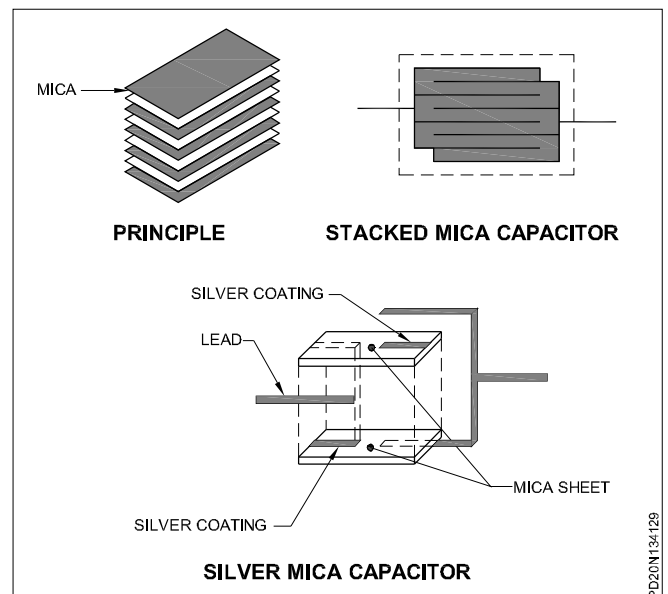 MICA
PRINCIPLE
STACKED MICA CAPACITOR
SILVER COATING
LEAD
MICA SHEET
SILVER COATING
SILVER MICA CAPACITOR
PD20N134129